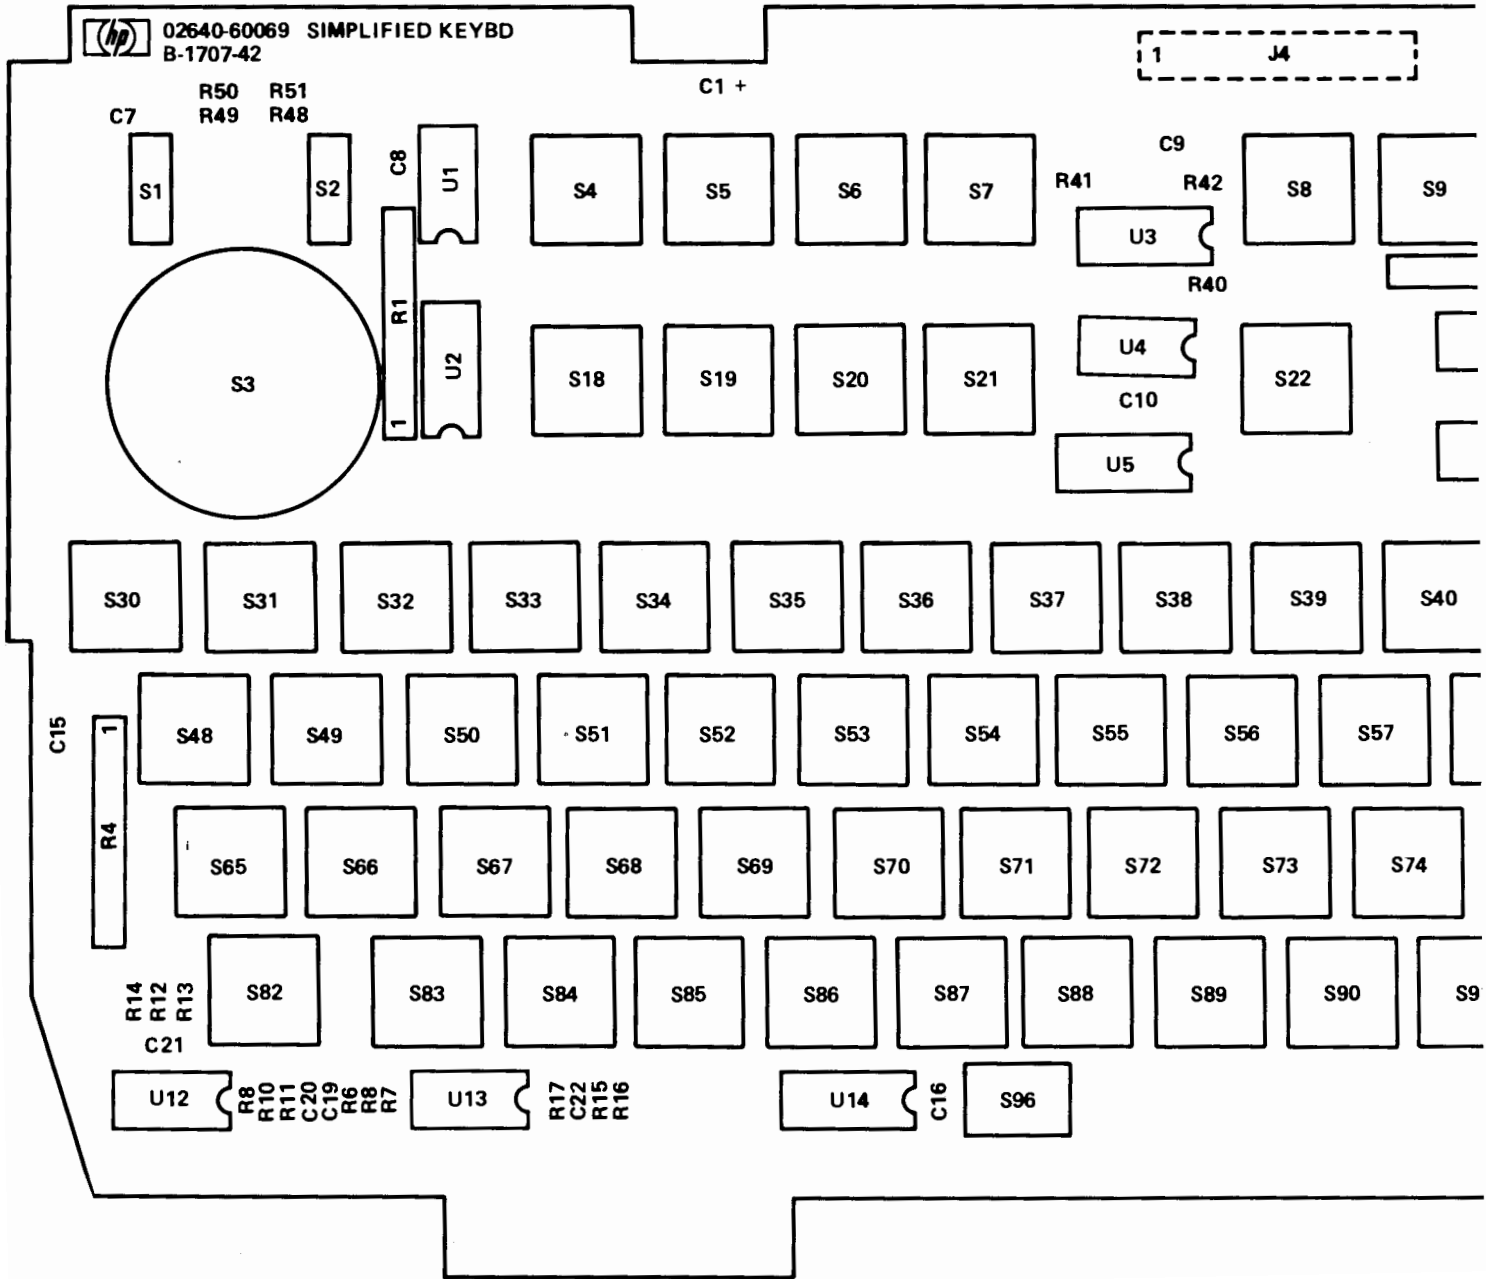 hp 02640-60069 SIMPLIFIED KEYBD
B-1707-42
1 J4
C1 +
R50 R51
C7 R49 R48
S1 S2 C8 U1 S4 S5 S6 S7 R41 C9 R42 S8 S9
U3
R40
S3 R1 1 U2 S18 S19 S20 S21 U4 S22
C10
U5
S30 S31 S32 S33 S34 S35 S36 S37 S38 S39 S40
C15 1 S48 S49 S50 S51 S52 S53 S54 S55 S56 S57
R4 S65 S66 S67 S68 S69 S70 S71 S72 S73 S74
R14 R12 R13 S82 S83 S84 S85 S86 S87 S88 S89 S90 S9
C21
U12 R8 R10 R11 C20 C19 R6 R8 R7 U13 R17 C22 R15 R16 U14 C16 S96